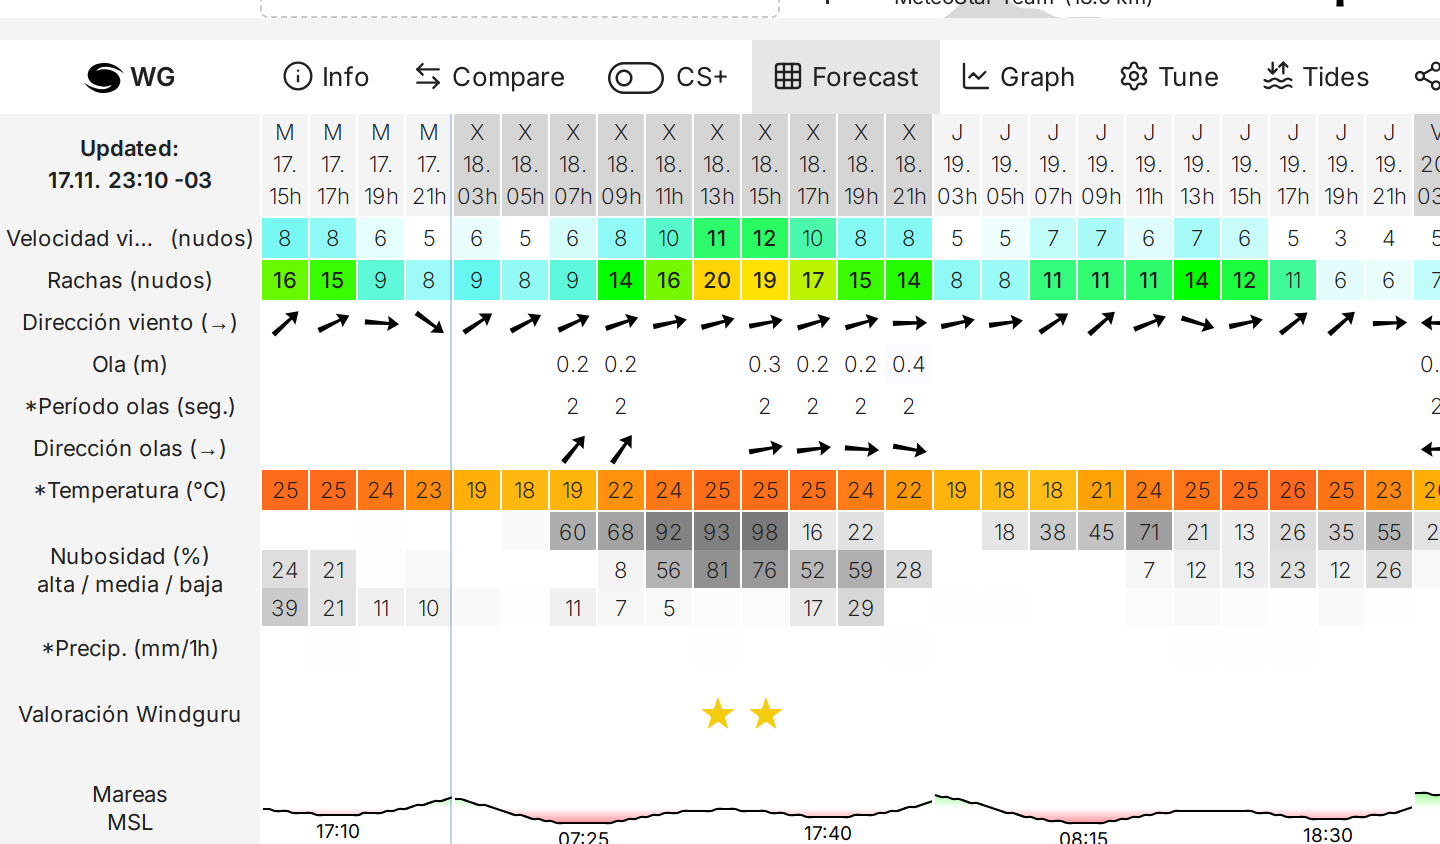 MeteoStar Team (18.6 km)
WG Info Compare CS+ Forecast Graph Tune Tides
Updated:
17.11. 23:10 -03
M M M M X X X X X X X X X X J J J J J J J J J J
17. 17. 17. 17. 18. 18. 18. 18. 18. 18. 18. 18. 18. 18. 19. 19. 19. 19. 19. 19. 19. 19. 19. 19.
15h 17h 19h 21h 03h 05h 07h 09h 11h 13h 15h 17h 19h 21h 03h 05h 07h 09h 11h 13h 15h 17h 19h 21h
Velocidad vi... (nudos) 8 8 6 5 6 5 6 8 10 11 12 10 8 8 5 5 7 7 6 7 6 5 3 4 5
Rachas (nudos) 16 15 9 8 9 8 9 14 16 20 19 17 15 14 8 8 11 11 11 14 12 11 6 6 7
Dirección viento (→)
Ola (m) 0.2 0.2 0.3 0.2 0.2 0.4
*Período olas (seg.) 2 2 2 2 2 2 2
Dirección olas (→)
*Temperatura (°C) 25 25 24 23 19 18 19 22 24 25 25 25 24 22 19 18 18 21 24 25 25 26 25 23
60 68 92 93 98 16 22 18 38 45 71 21 13 26 35 55
Nubosidad (%)
alta / media / baja
24 21 8 56 81 76 52 59 28 7 12 13 23 12 26
39 21 11 10 11 7 5 17 29
*Precip. (mm/1h)
Valoración Windguru
Mareas
MSL
17:10 07:25 17:40 08:15 18:30